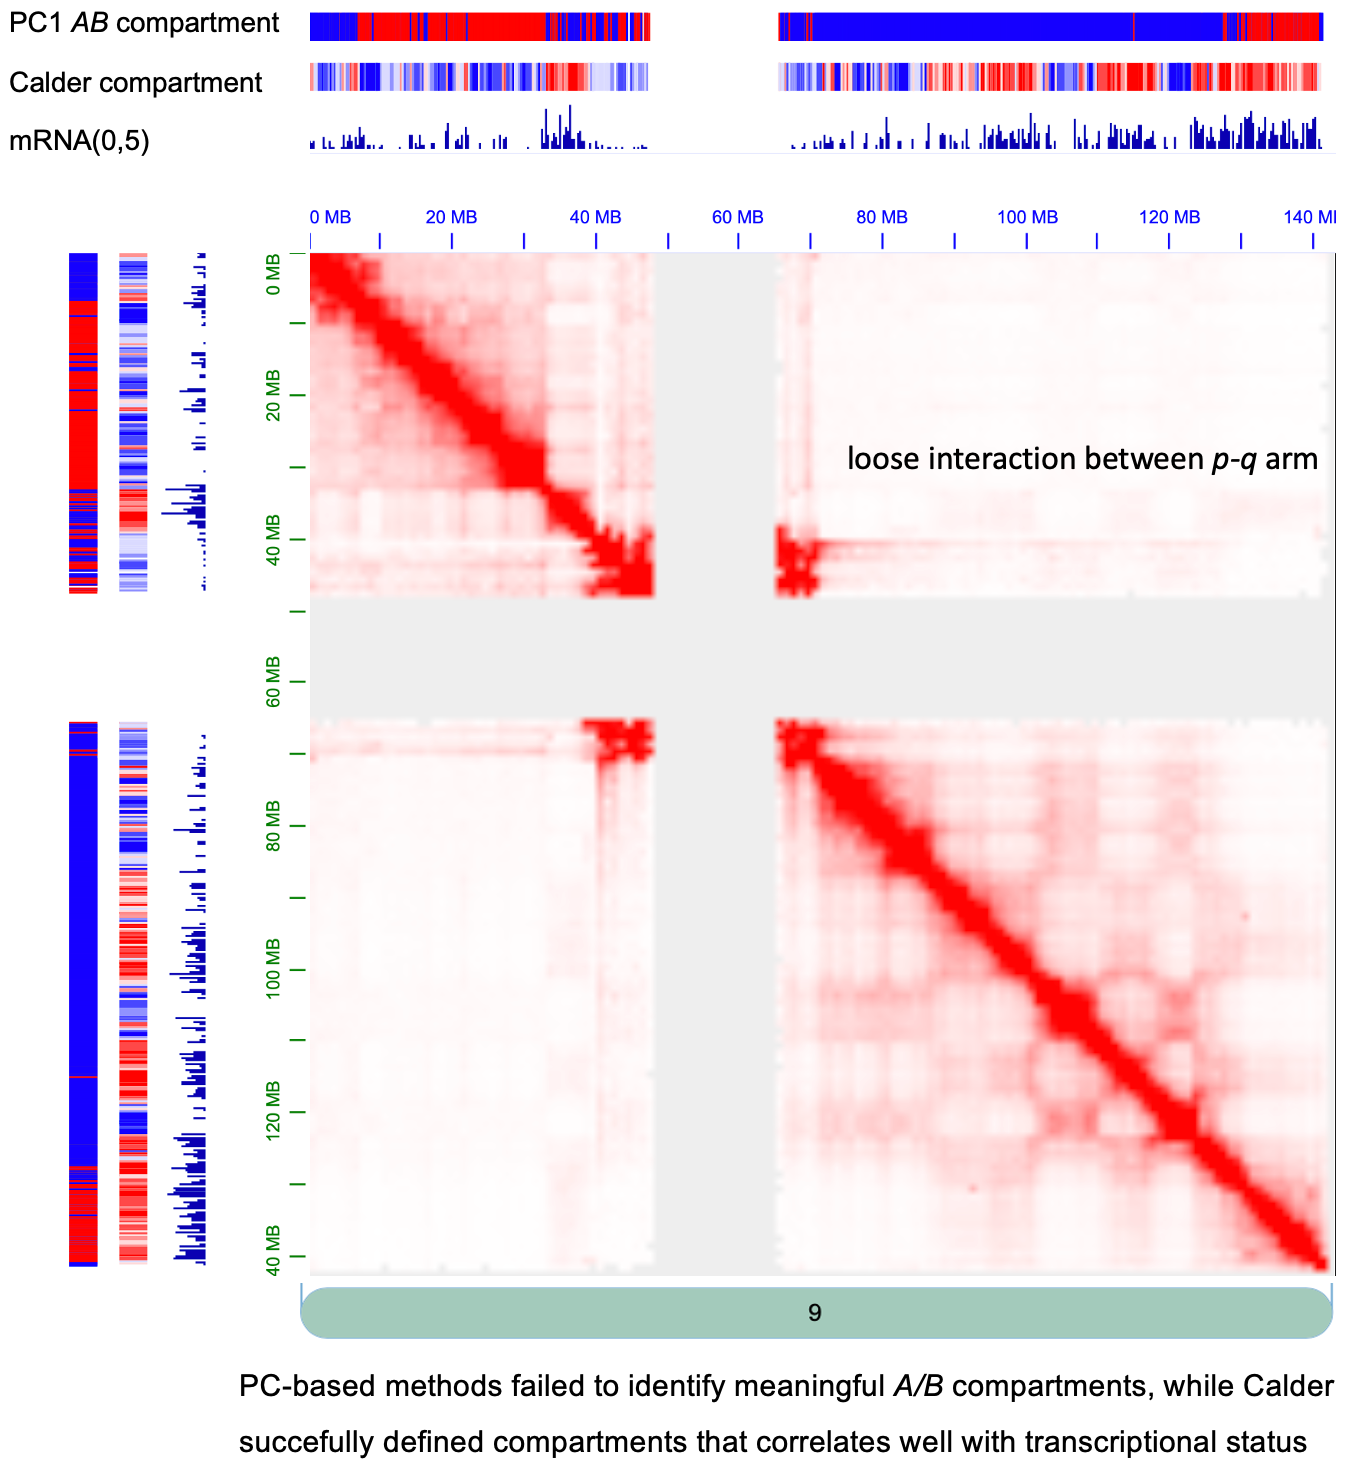 PC1 AB compartment
Calder compartment
mRNA(0,5)
0 MB 20 MB 40 MB 60 MB 80 MB 100 MB 120 MB 140 MI
0 MB
20 MB
40 MB
60 MB
80 MB
100 MB
120 MB
40 MB
loose interaction between p-q arm
9
PC-based methods failed to identify meaningful A/B compartments, while Calder
succefully defined compartments that correlates well with transcriptional status